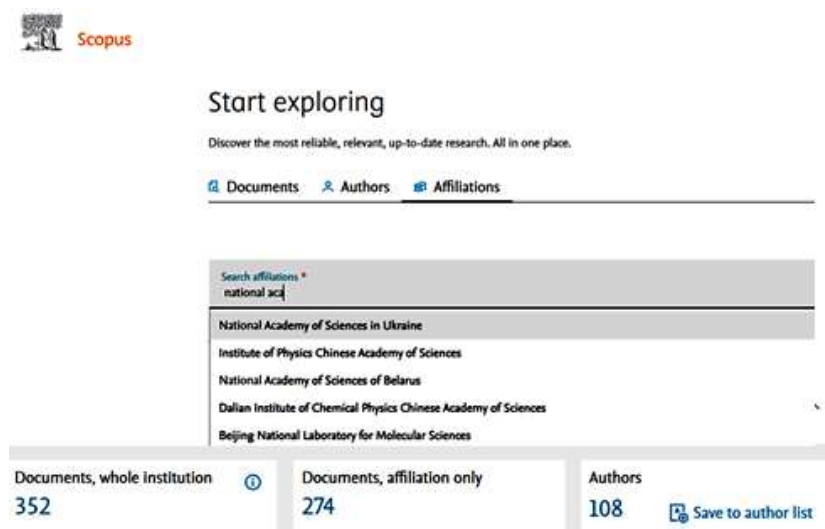 Scopus
Start exploring
Discover the most reliable, relevant, up-to-date research. All in one place.
Documents Authors Affiliations
Search affiliations *
national aca
National Academy of Sciences in Ukraine
Institute of Physics Chinese Academy of Sciences
National Academy of Sciences of Belarus
Dalian Institute of Chemical Physics Chinese Academy of Sciences
Beijing National Laboratory for Molecular Sciences
Documents, whole institution Documents, affiliation only Authors
352 274 108 Save to author list